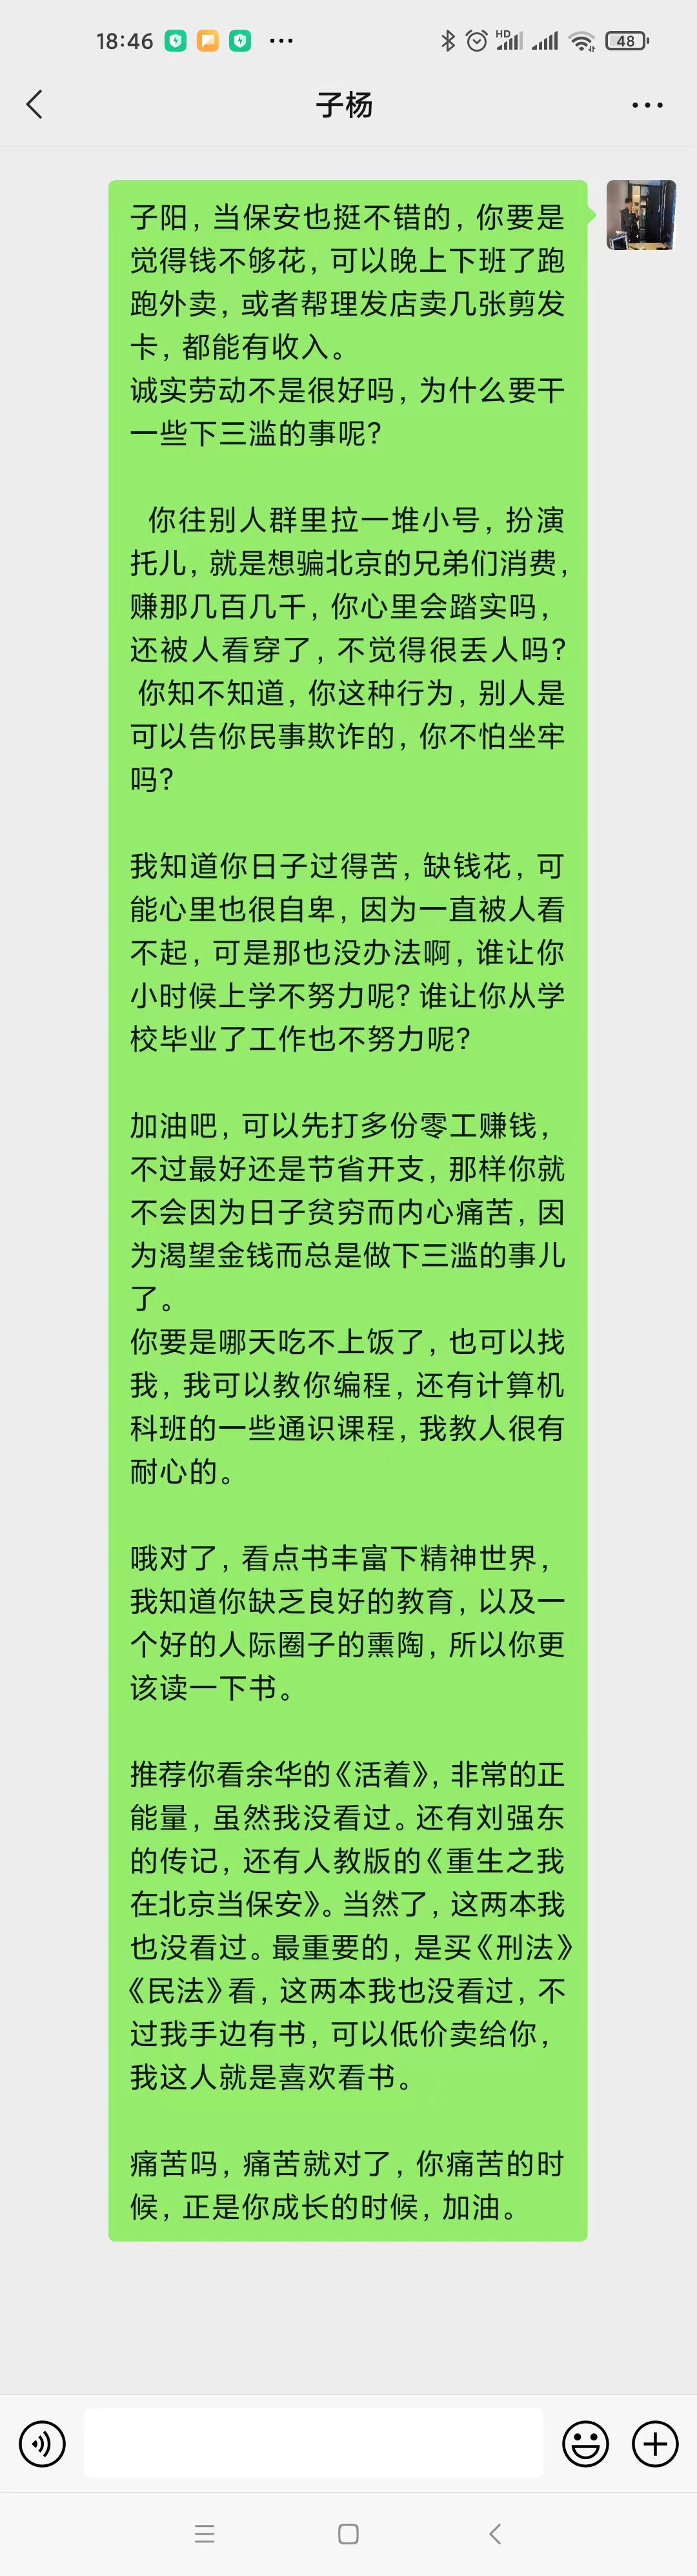 18:46
HD
48
子杨
子阳，当保安也挺不错的，你要是
觉得钱不够花，可以晚上下班了跑
跑外卖，或者帮理发店卖几张剪发
卡，都能有收入。
诚实劳动不是很好吗，为什么要干
一些下三滥的事呢?
你往别人群里拉一堆小号，扮演
托儿，就是想骗北京的兄弟们消费，
赚那几百几千，你心里会踏实吗，
还被人看穿了，不觉得很丢人吗?
你知不知道，你这种行为，别人是
可以告你民事欺诈的，你不怕坐牢
吗?
我知道你日子过得苦，缺钱花，可
能心里也很自卑，因为一直被人看
不起，可是那也没办法啊，谁让你
小时候上学不努力呢? 谁让你从学
校毕业了工作也不努力呢?
加油吧，可以先打多份零工赚钱，
不过最好还是节省开支，那样你就
不会因为日子贫穷而内心痛苦，因
为渴望金钱而总是做下三滥的事儿
了。
你要是哪天吃不上饭了，也可以找
我，我可以教你编程，还有计算机
科班的一些通识课程，我教人很有
耐心的。
哦对了，看点书丰富下精神世界，
我知道你缺乏良好的教育，以及一
个好的人际圈子的熏陶，所以你更
该读一下书。
推荐你看余华的《活着》，非常的正
能量，虽然我没看过。还有刘强东
的传记，还有人教版的《重生之我
在北京当保安》。当然了，这两本我
也没看过。最重要的，是买《刑法》
《民法》看，这两本我也没看过，不
过我手边有书，可以低价卖给你，
我这人就是喜欢看书。
痛苦吗，痛苦就对了，你痛苦的时
候，正是你成长的时候，加油。